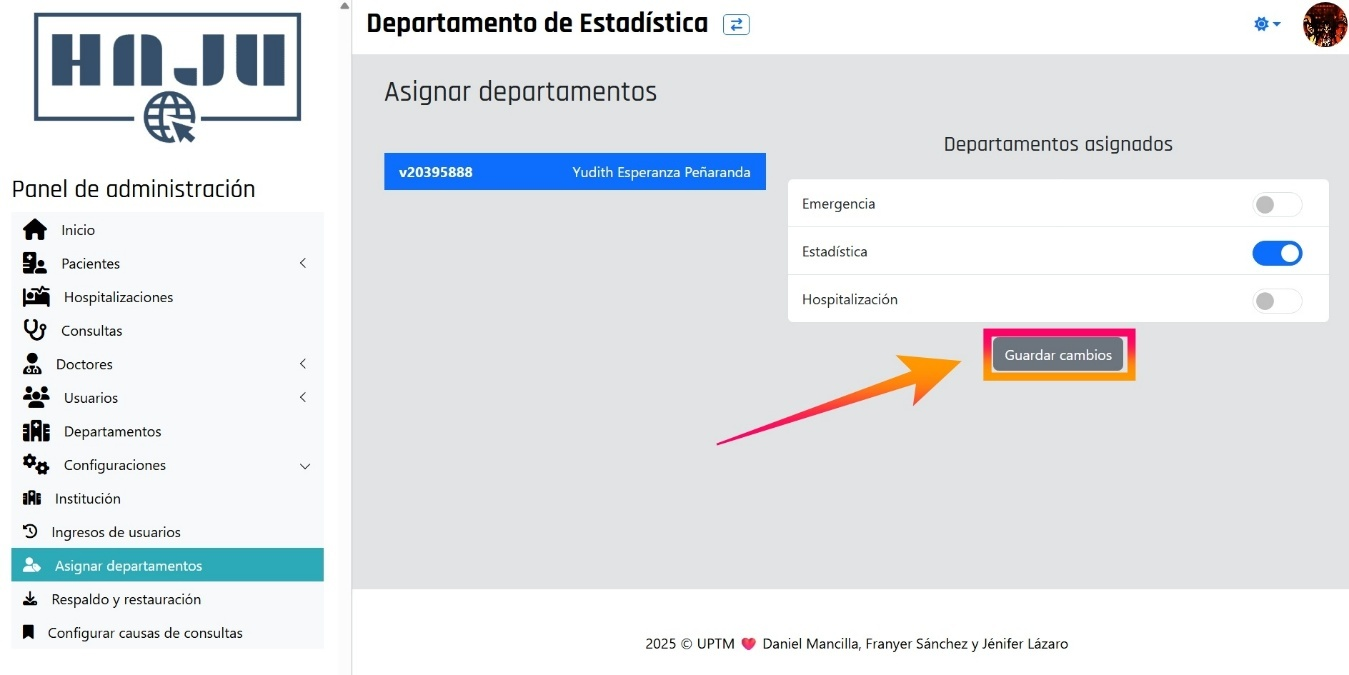 HNJU
Panel de administración
Inicio
Pacientes
Hospitalizaciones
Consultas
Doctores
Usuarios
Departamentos
Configuraciones
Institución
Ingresos de usuarios
Asignar departamentos
Respaldo y restauración
Configurar causas de consultas
Departamento de Estadística
Asignar departamentos
v20395888 Yudith Esperanza Peñaranda
Departamentos asignados
Emergencia
Estadística
Hospitalización
Guardar cambios
2025 © UPTM ❤ Daniel Mancilla, Franyer Sánchez y Jénifer Lázaro